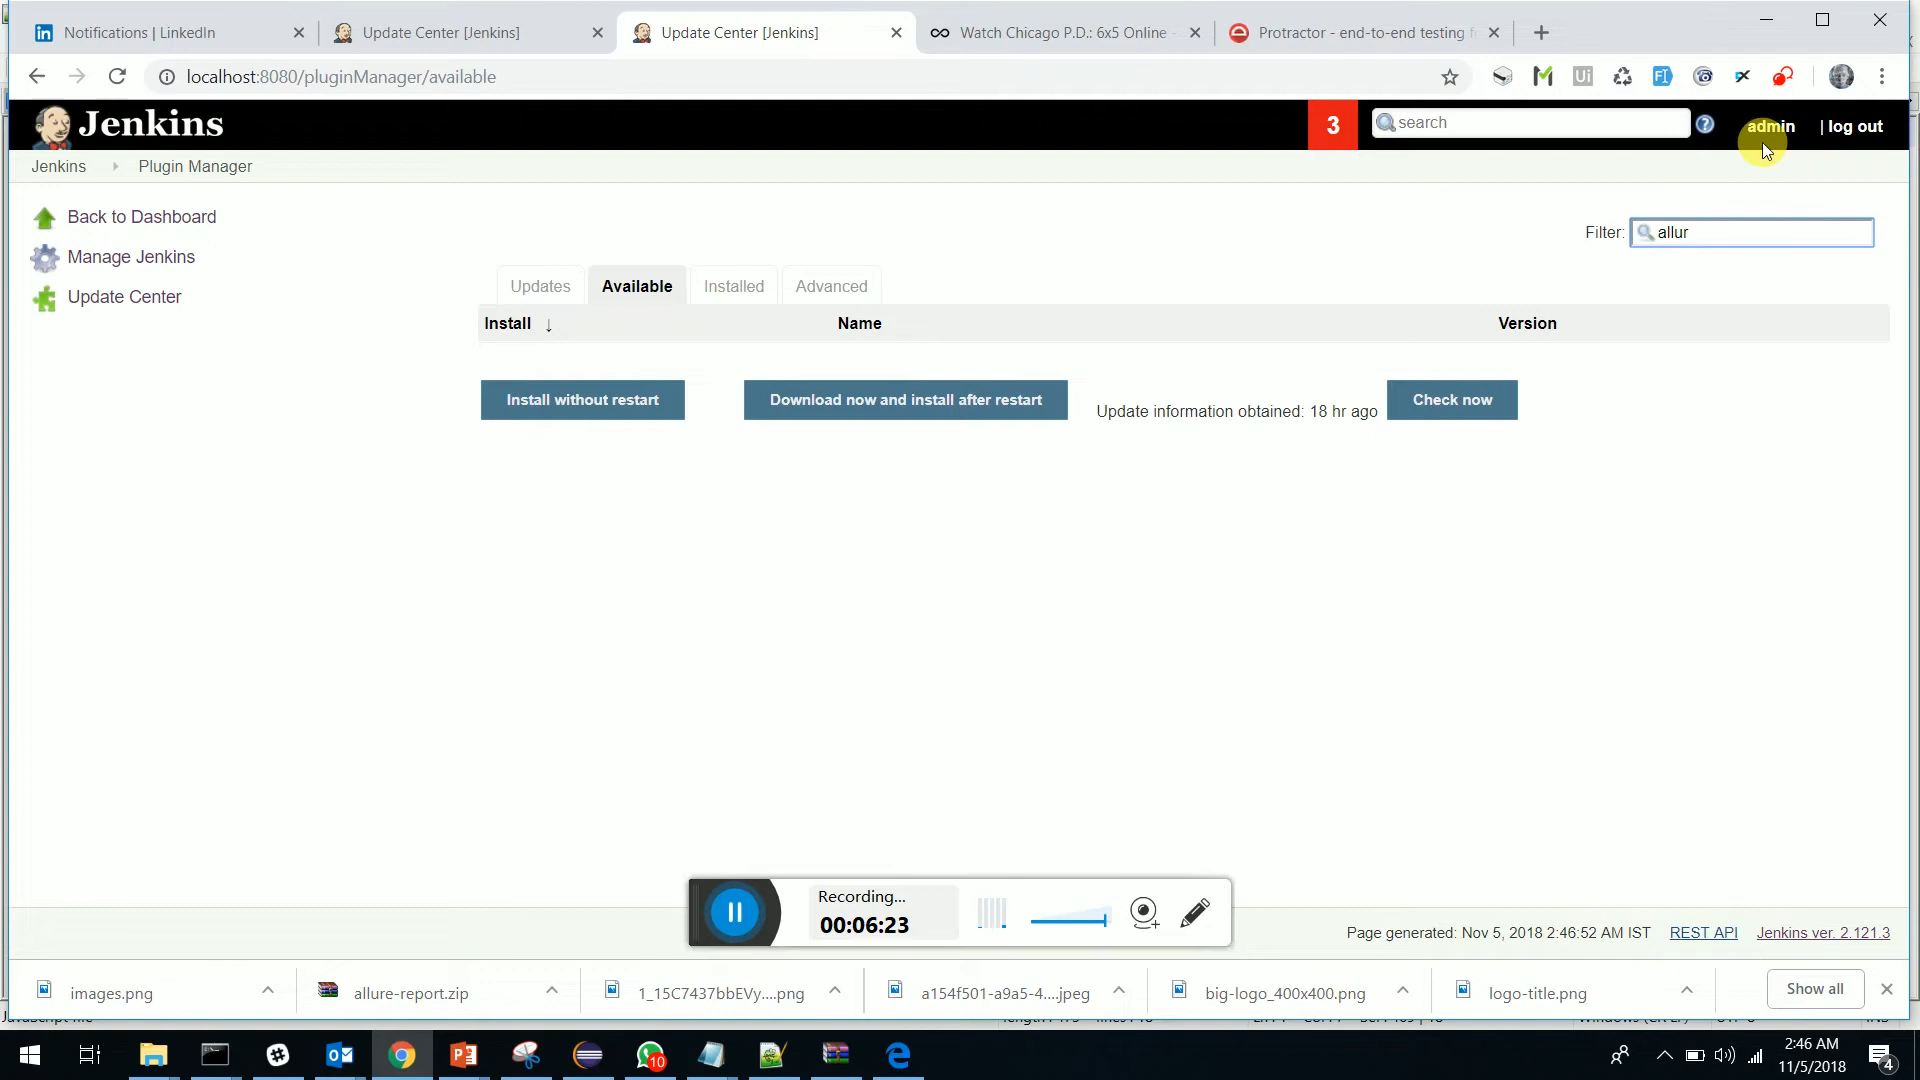 Notifications | LinkedIn
Update Center [Jenkins]
Update Center [Jenkins]
Watch Chicago P.D.: 6x5 Online -
Protractor - end-to-end testing f
localhost:8080/pluginManager/available
Jenkins
3
search
admin
| log out
Jenkins
Plugin Manager
Back to Dashboard
Manage Jenkins
Update Center
Filter:
allur
Updates
Available
Installed
Advanced
Install ↓
Name
Version
Install without restart
Download now and install after restart
Update information obtained: 18 hr ago
Check now
Recording...
00:06:23
Page generated: Nov 5, 2018 2:46:52 AM IST
REST API
Jenkins ver. 2.121.3
images.png
allure-report.zip
1_15C7437bbEVy....png
a154f501-a9a5-4....jpeg
big-logo_400x400.png
logo-title.png
Show all
10
2:46 AM
11/5/2018
4